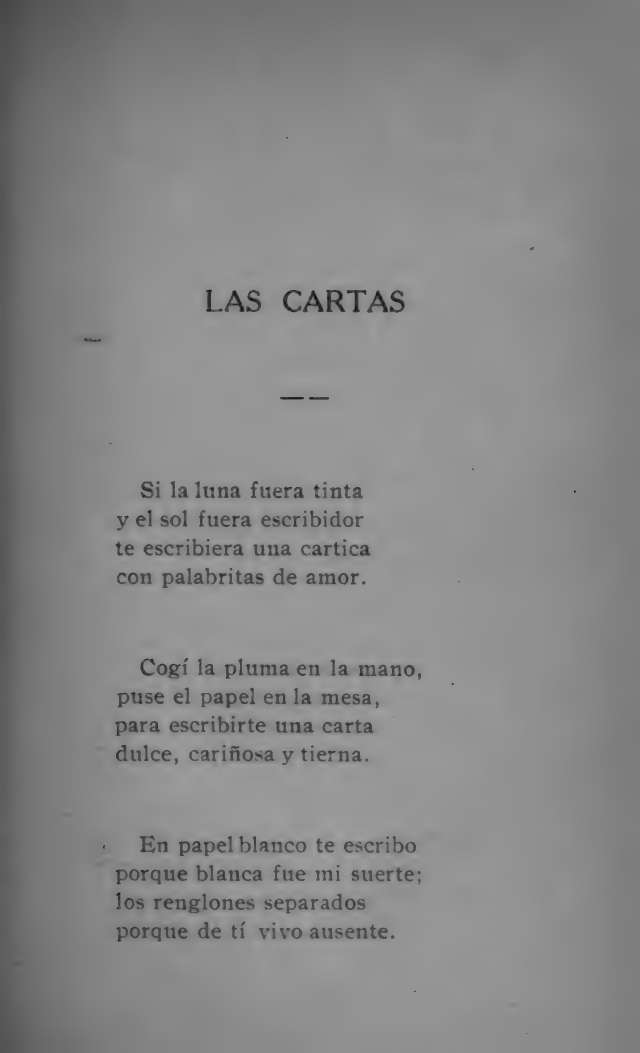 LAS CARTAS
Si la luna fuera tinta
y el sol fuera escribidor
te escribiera una cartica
con palabritas de amor.
Cogí la pluma en la mano,
puse el papel en la mesa,
para escribirte una carta
dulce, cariñosa y tierna.
En papel blanco te escribo
porque blanca fue mi suerte;
los renglones separados
porque de tí vivo ausente.